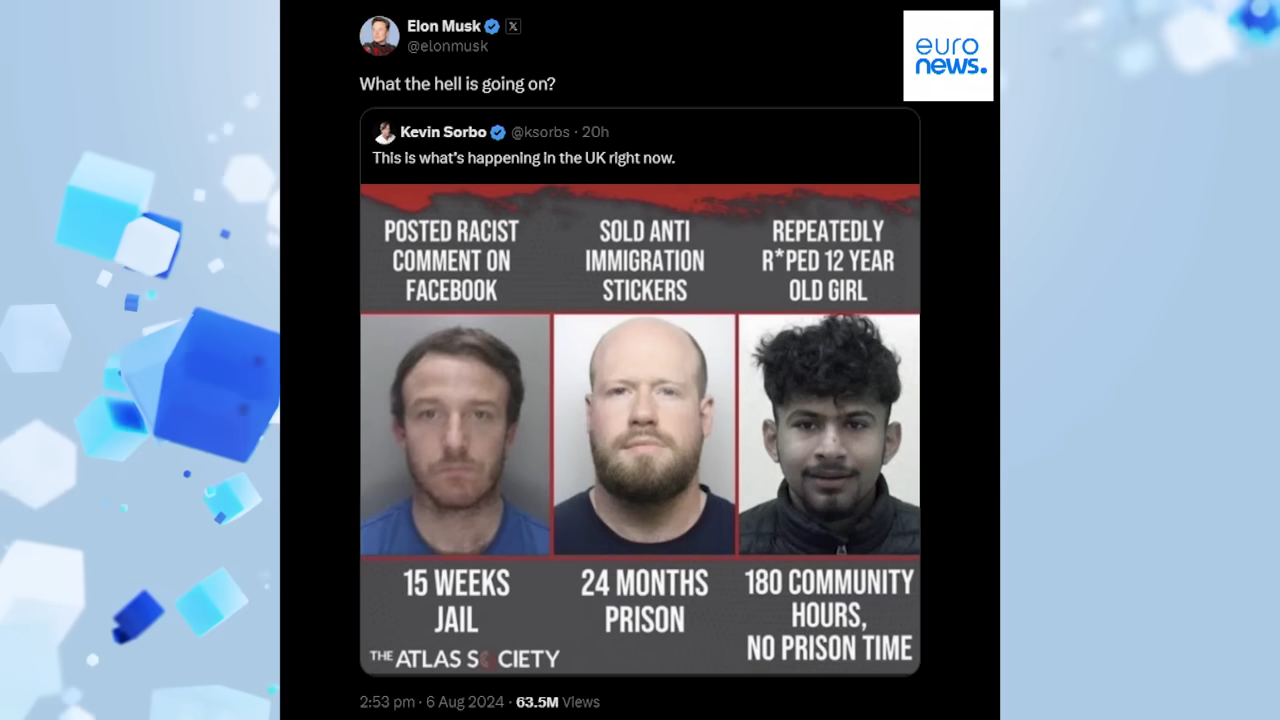 Elon Musk
@elonmusk
euro
news.
What the hell is going on?
Kevin Sorbo @ksorbs · 20h
This is what's happening in the UK right now.
POSTED RACIST
COMMENT ON
FACEBOOK
SOLD ANTI
IMMIGRATION
STICKERS
REPEATEDLY
R*PED 12 YEAR
OLD GIRL
15 WEEKS
JAIL
24 MONTHS
PRISON
180 COMMUNITY
HOURS,
NO PRISON TIME
THE ATLAS SOCIETY
2:53 pm · 6 Aug 2024 · 63.5M Views